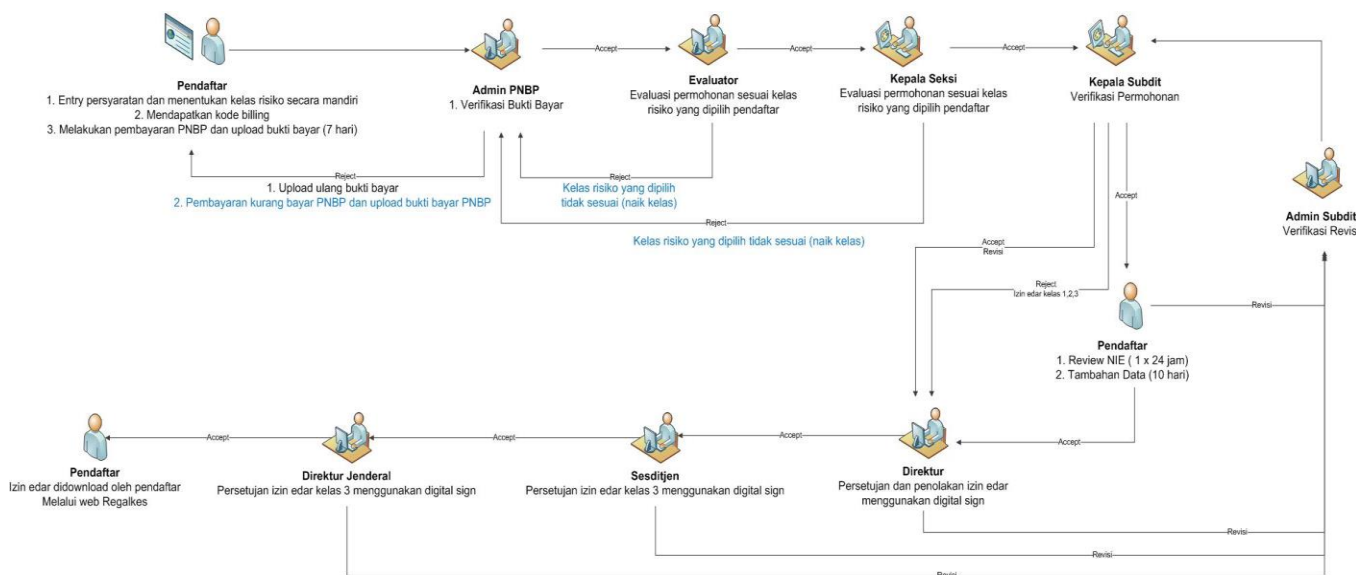 Pendaftar
1. Entry persyaratan dan menentukan kelas risiko secara mandiri
2. Mendapatkan kode billing
3. Melakukan pembayaran PNBP dan upload bukti bayar (7 hari)
Admin PNBP
1. Verifikasi Bukti Bayar
Accept
Evaluator
Evaluasi permohonan sesuai kelas
risiko yang dipilih pendaftar
Accept
Kepala Seksi
Evaluasi permohonan sesuai kelas
risiko yang dipilih pendaftar
Accept
Kepala Subdit
Verifikasi Permohonan
Reject
1. Upload ulang bukti bayar
2. Pembayaran kurang bayar PNBP dan upload bukti bayar PNBP
Reject
Kelas risiko yang dipilih
tidak sesuai (naik kelas)
Reject
Kelas risiko yang dipilih tidak sesuai (naik kelas)
Accept
Admin Subdit
Verifikasi Revisi
Accept
Revisi
Reject
Izin edar kelas 1,2,3
Revisi
Pendaftar
1. Review NIE ( 1 x 24 jam)
2. Tambahan Data (10 hari)
Accept
Direktur
Persetujan dan penolakan izin edar
menggunakan digital sign
Accept
Sesditjen
Persetujan izin edar kelas 3 menggunakan digital sign
Accept
Direktur Jenderal
Persetujan izin edar kelas 3 menggunakan digital sign
Accept
Pendaftar
Izin edar didownload oleh pendaftar
Melalui web Regalkes
Revisi
Revisi
Revisi